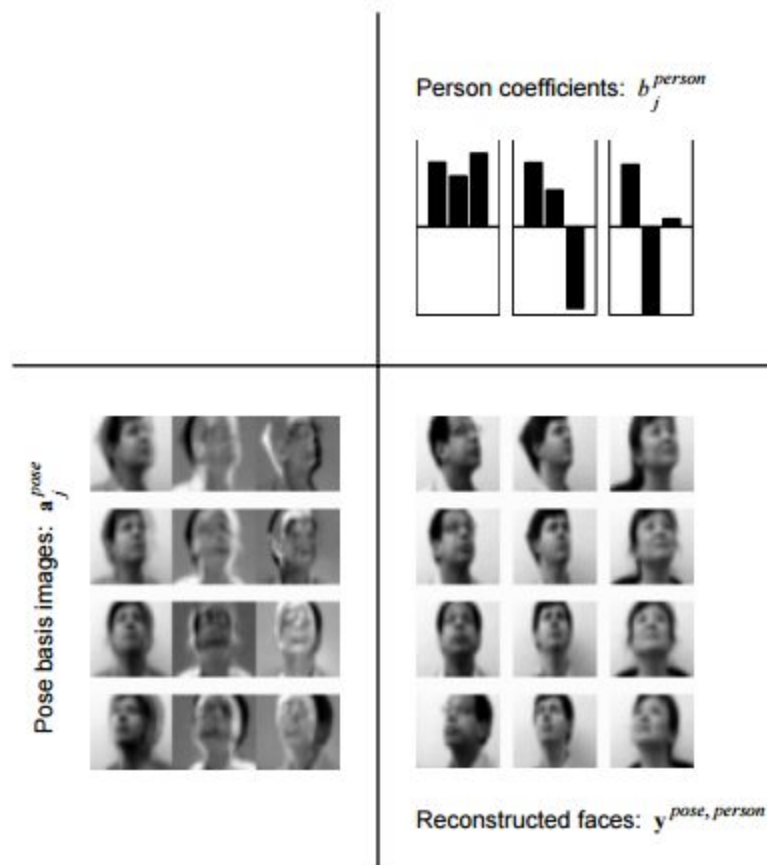 Person coefficients: b_j^person
Pose basis images: a_j^pose
Reconstructed faces: y^pose, person